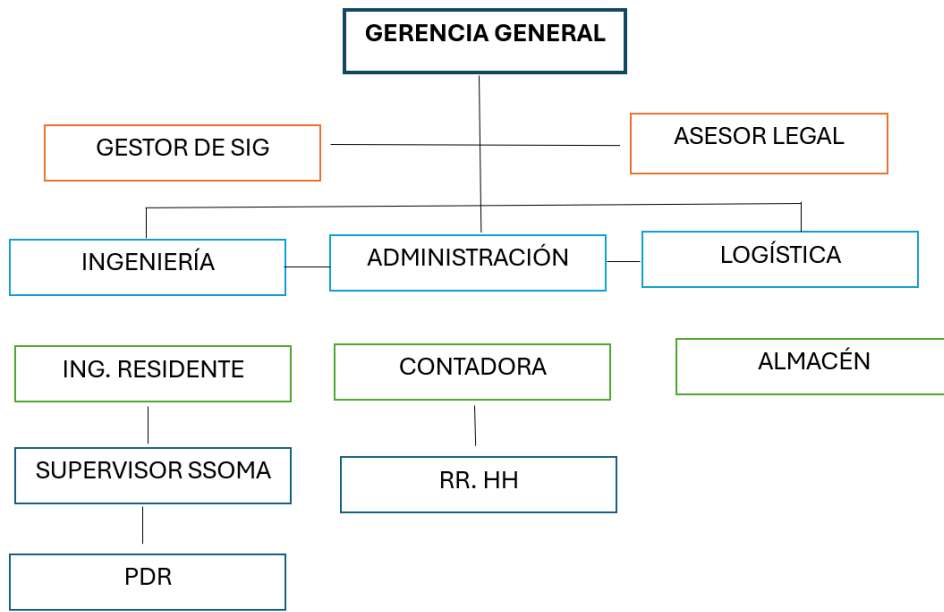 GERENCIA GENERAL
GESTOR DE SIG
ASESOR LEGAL
INGENIERÍA
ADMINISTRACIÓN
LOGÍSTICA
ING. RESIDENTE
CONTADORA
ALMACÉN
SUPERVISOR SSOMA
RR. HH
PDR